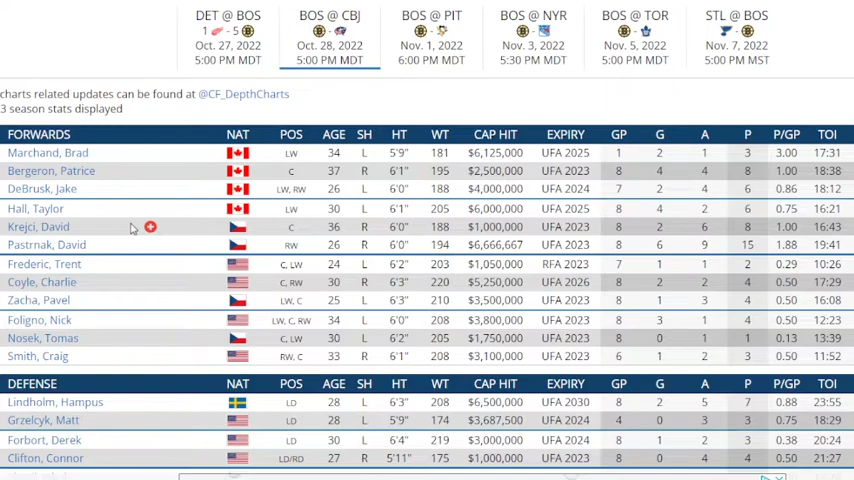 DET @ BOS BOS @ CBJ BOS @ PIT BOS @ NYR BOS @ TOR STL @ BOS
1 - 5 - - - - -
Oct. 27, 2022 Oct. 28, 2022 Nov. 1, 2022 Nov. 3, 2022 Nov. 5, 2022 Nov. 7, 2022
5:00 PM MDT 5:00 PM MDT 6:00 PM MDT 5:30 PM MDT 5:00 PM MDT 5:00 PM MST
charts related updates can be found at @CF_DepthCharts
3 season stats displayed
FORWARDS NAT POS AGE SH HT WT CAP HIT EXPIRY GP G A P P/GP TOI
Marchand, Brad LW 34 L 5'9" 181 $6,125,000 UFA 2025 1 2 1 3 3.00 17:31
Bergeron, Patrice C 37 R 6'1" 195 $2,500,000 UFA 2023 8 4 4 8 1.00 18:38
DeBrusk, Jake LW, RW 26 L 6'0" 188 $4,000,000 UFA 2024 7 2 4 6 0.86 18:12
Hall, Taylor LW 30 L 6'1" 205 $6,000,000 UFA 2025 8 4 2 6 0.75 16:21
Krejci, David C 36 R 6'0" 188 $1,000,000 UFA 2023 8 2 6 8 1.00 16:43
Pastrnak, David RW 26 R 6'0" 194 $6,666,667 UFA 2023 8 6 9 15 1.88 19:41
Frederic, Trent C, LW 24 L 6'2" 203 $1,050,000 RFA 2023 7 1 1 2 0.29 10:26
Coyle, Charlie C, RW 30 R 6'3" 220 $5,250,000 UFA 2026 8 2 2 4 0.50 17:29
Zacha, Pavel LW, C 25 L 6'3" 210 $3,500,000 UFA 2023 8 1 3 4 0.50 16:08
Foligno, Nick LW, C, RW 34 L 6'0" 208 $3,800,000 UFA 2023 8 3 1 4 0.50 12:23
Nosek, Tomas C, LW 30 L 6'2" 205 $1,750,000 UFA 2023 8 0 1 1 0.13 13:39
Smith, Craig RW, C 33 R 6'1" 208 $3,100,000 UFA 2023 6 1 2 3 0.50 11:52
DEFENSE NAT POS AGE SH HT WT CAP HIT EXPIRY GP G A P P/GP TOI
Lindholm, Hampus LD 28 L 6'3" 208 $6,500,000 UFA 2030 8 2 5 7 0.88 23:55
Grzelcyk, Matt LD 28 L 5'9" 174 $3,687,500 UFA 2024 4 0 3 3 0.75 18:29
Forbort, Derek LD 30 L 6'4" 219 $3,000,000 UFA 2024 8 1 2 3 0.38 20:24
Clifton, Connor LD/RD 27 R 5'11" 175 $1,000,000 UFA 2023 8 0 4 4 0.50 21:27